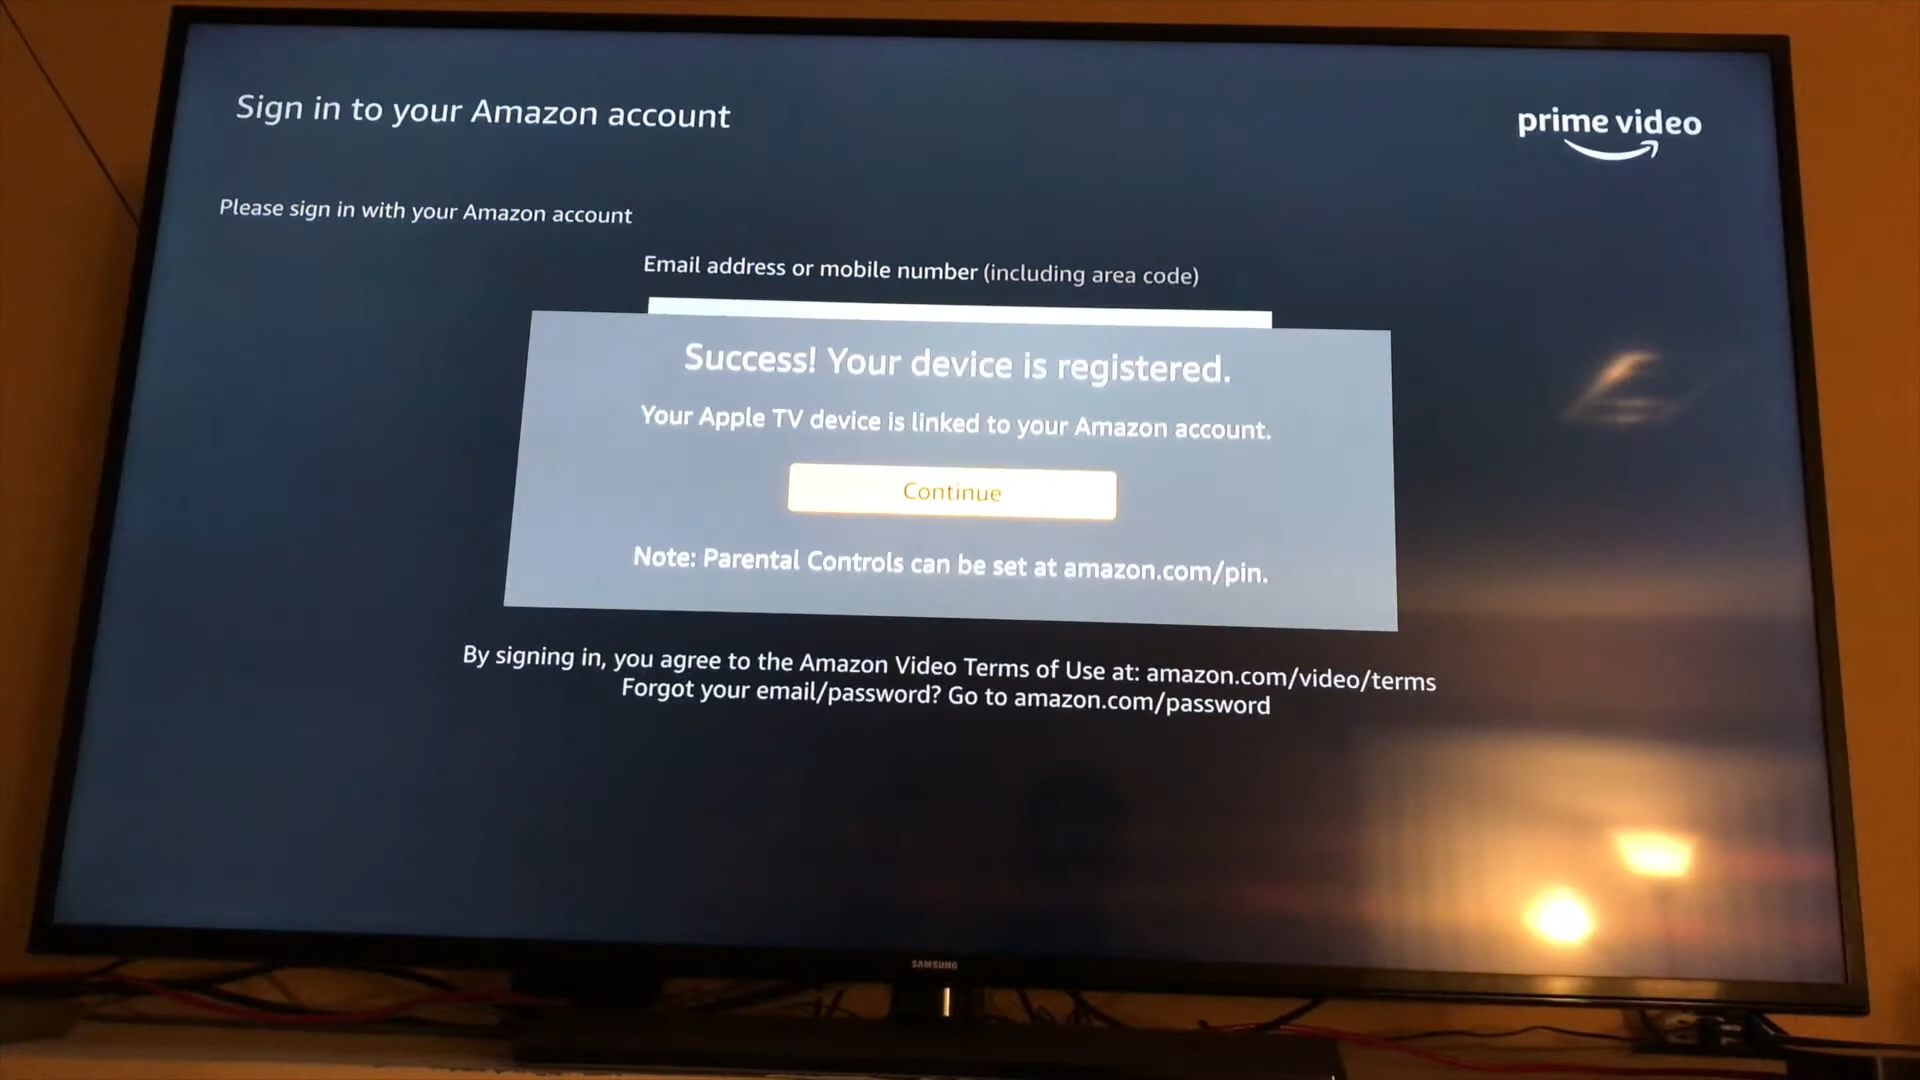 Sign in to your Amazon account
prime video
Please sign in with your Amazon account
Email address or mobile number (including area code)
Success! Your device is registered.
Your Apple TV device is linked to your Amazon account.
Continue
Note: Parental Controls can be set at amazon.com/pin.
By signing in, you agree to the Amazon Video Terms of Use at: amazon.com/video/terms
Forgot your email/password? Go to amazon.com/password
SAMSUNG